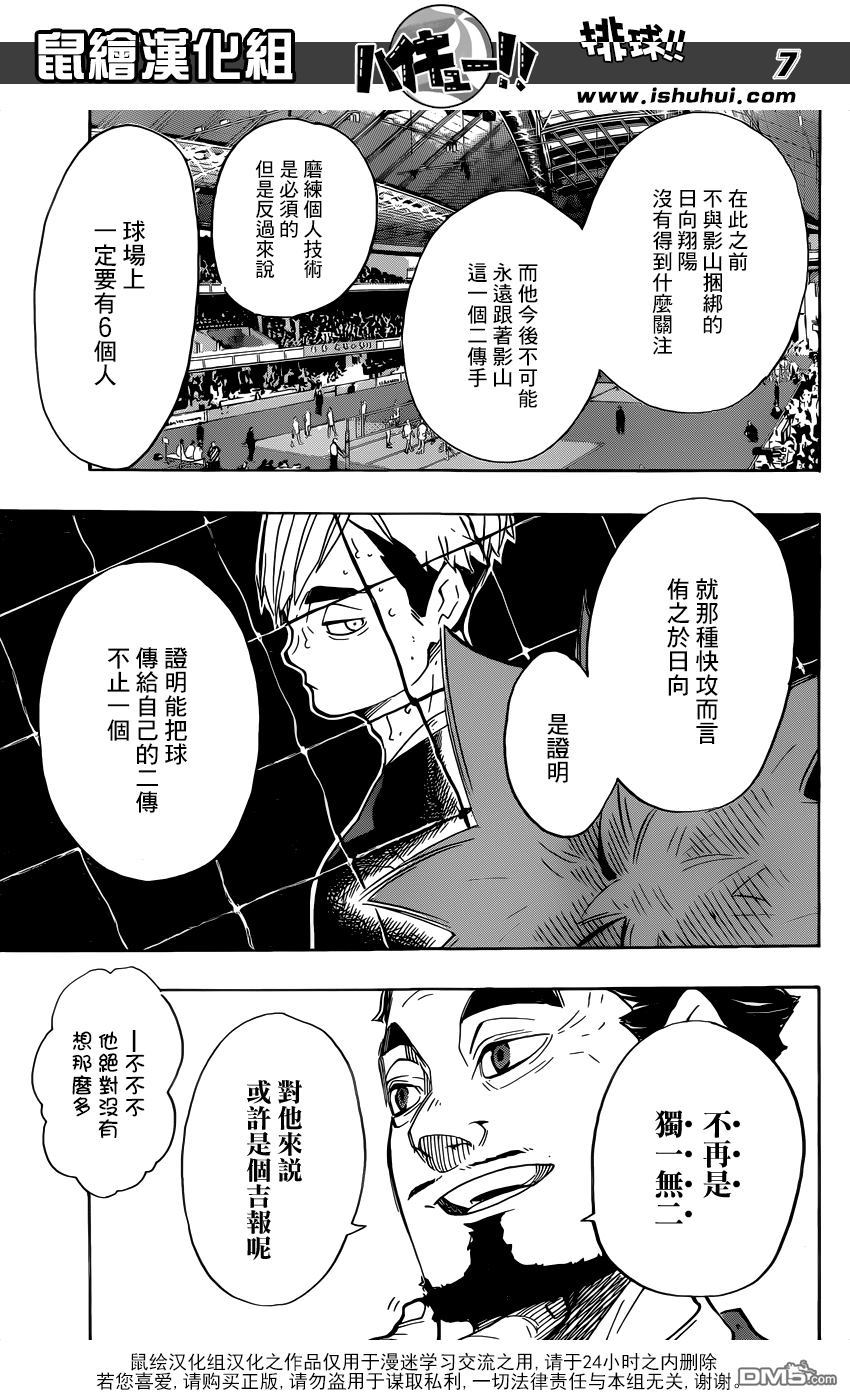 鼠繪漢化組
ハイキュー!!
排球!!
7
www.ishuhui.com
在此之前
不與影山捆綁的
日向翔陽
沒有得到什麼關注
而他今後不可能
永遠跟著影山
這一個二傳手
磨練個人技術
是必須的
但是反過來說
球場上
一定要有6個人
就那種快攻而言
侑之於日向
是證明
證明能把球
傳給自己的二傳
不止一個
不再是
獨一無二
對他來說
或許是個吉報呢
—不不不
他絕對沒有
想那麼多
鼠绘汉化组汉化之作品仅用于漫迷学习交流之用, 请于24小时之内删除
若您喜爱, 请购买正版, 请勿用于谋取私利, 一切法律责任与本组无关, 谢谢。
DM5.com